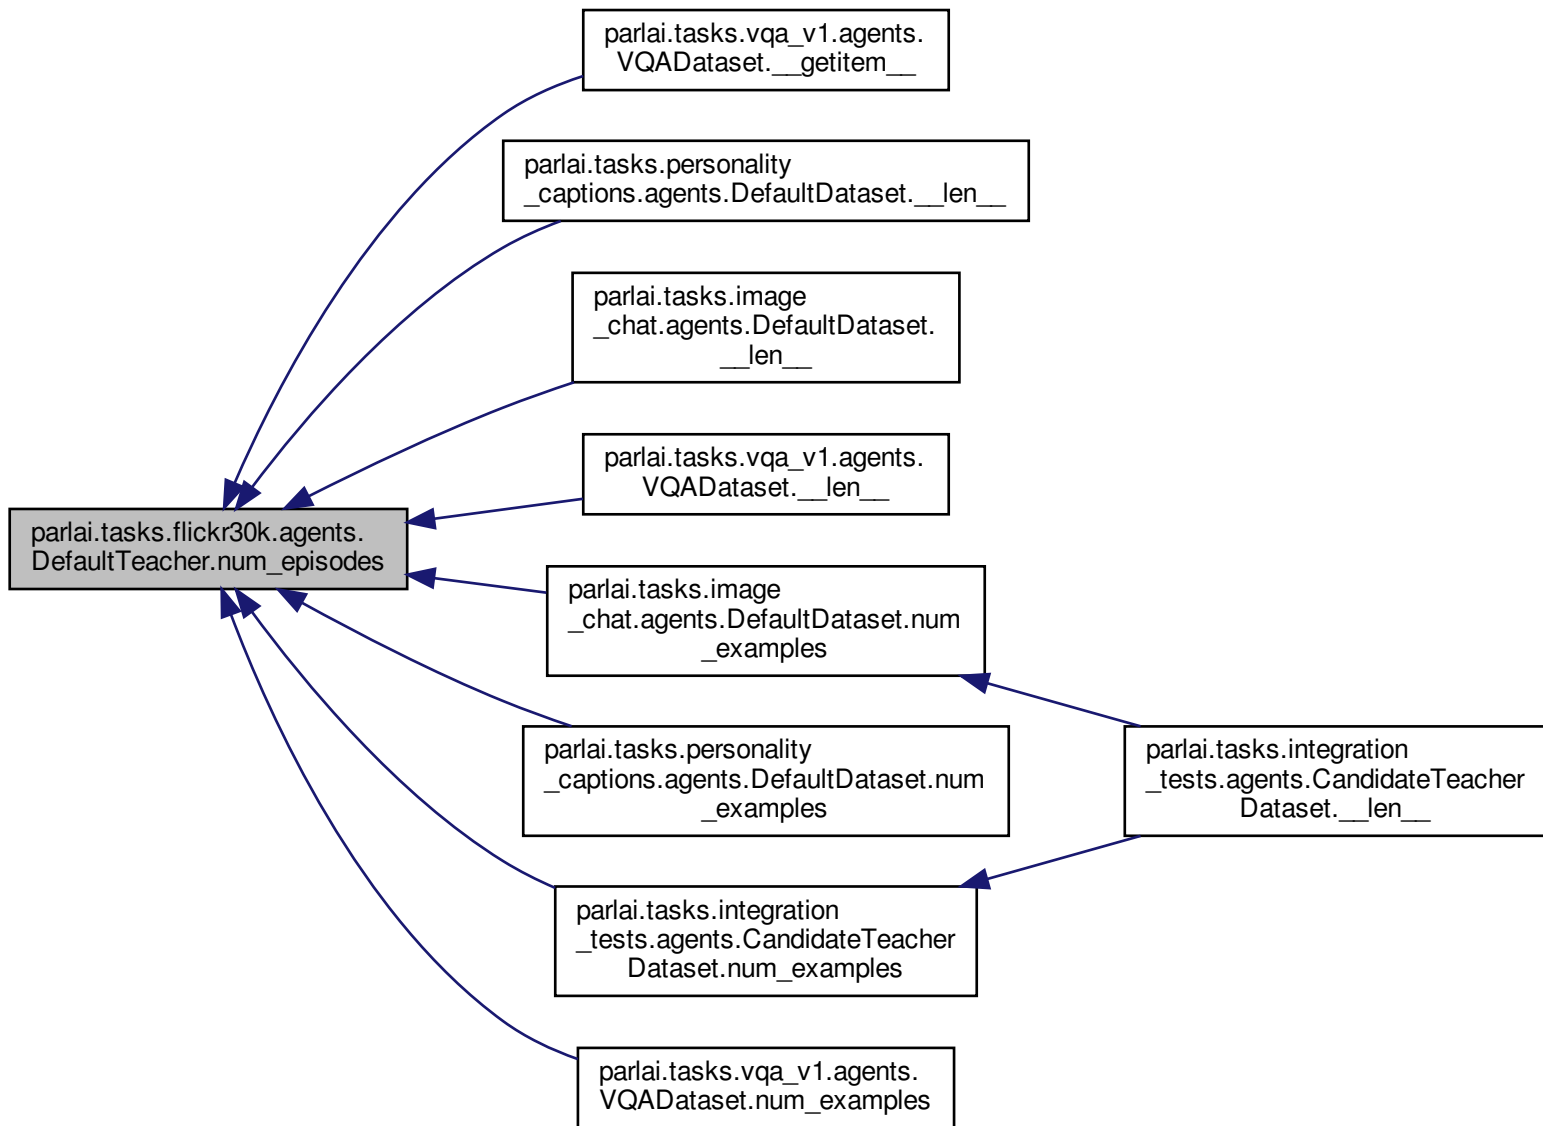 parlai.tasks.vqa_v1.agents.
VQADataset.__getitem__
parlai.tasks.personality
_captions.agents.DefaultDataset.__len__
parlai.tasks.image
_chat.agents.DefaultDataset.
__len__
parlai.tasks.vqa_v1.agents.
VQADataset.__len__
parlai.tasks.flickr30k.agents.
DefaultTeacher.num_episodes
parlai.tasks.image
_chat.agents.DefaultDataset.num
_examples
parlai.tasks.personality
_captions.agents.DefaultDataset.num
_examples
parlai.tasks.integration
_tests.agents.CandidateTeacher
Dataset.__len__
parlai.tasks.integration
_tests.agents.CandidateTeacher
Dataset.num_examples
parlai.tasks.vqa_v1.agents.
VQADataset.num_examples